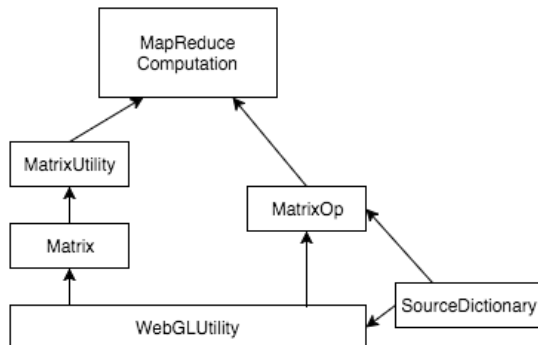 MapReduce
Computation
MatrixUtility
MatrixOp
Matrix
SourceDictionary
WebGLUtility